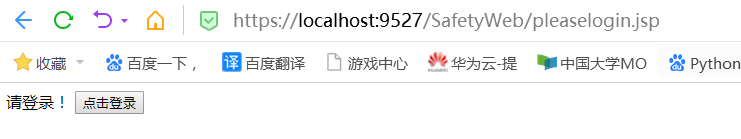 https://localhost:9527/SafetyWeb/pleaselogin.jsp
收藏 百度一下， 百度翻译 游戏中心 华为云-提 中国大学MO Python
请登录！ 点击登录